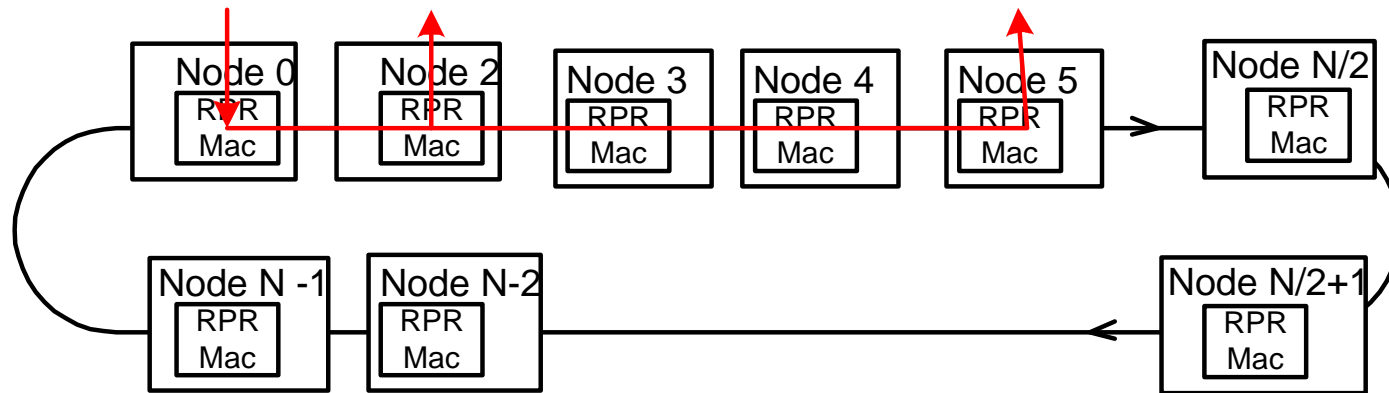 Node 0
RPR
Mac
Node 2
RPR
Mac
Node 3
RPR
Mac
Node 4
RPR
Mac
Node 5
RPR
Mac
Node N/2
RPR
Mac
Node N -1
RPR
Mac
Node N-2
RPR
Mac
Node N/2+1
RPR
Mac